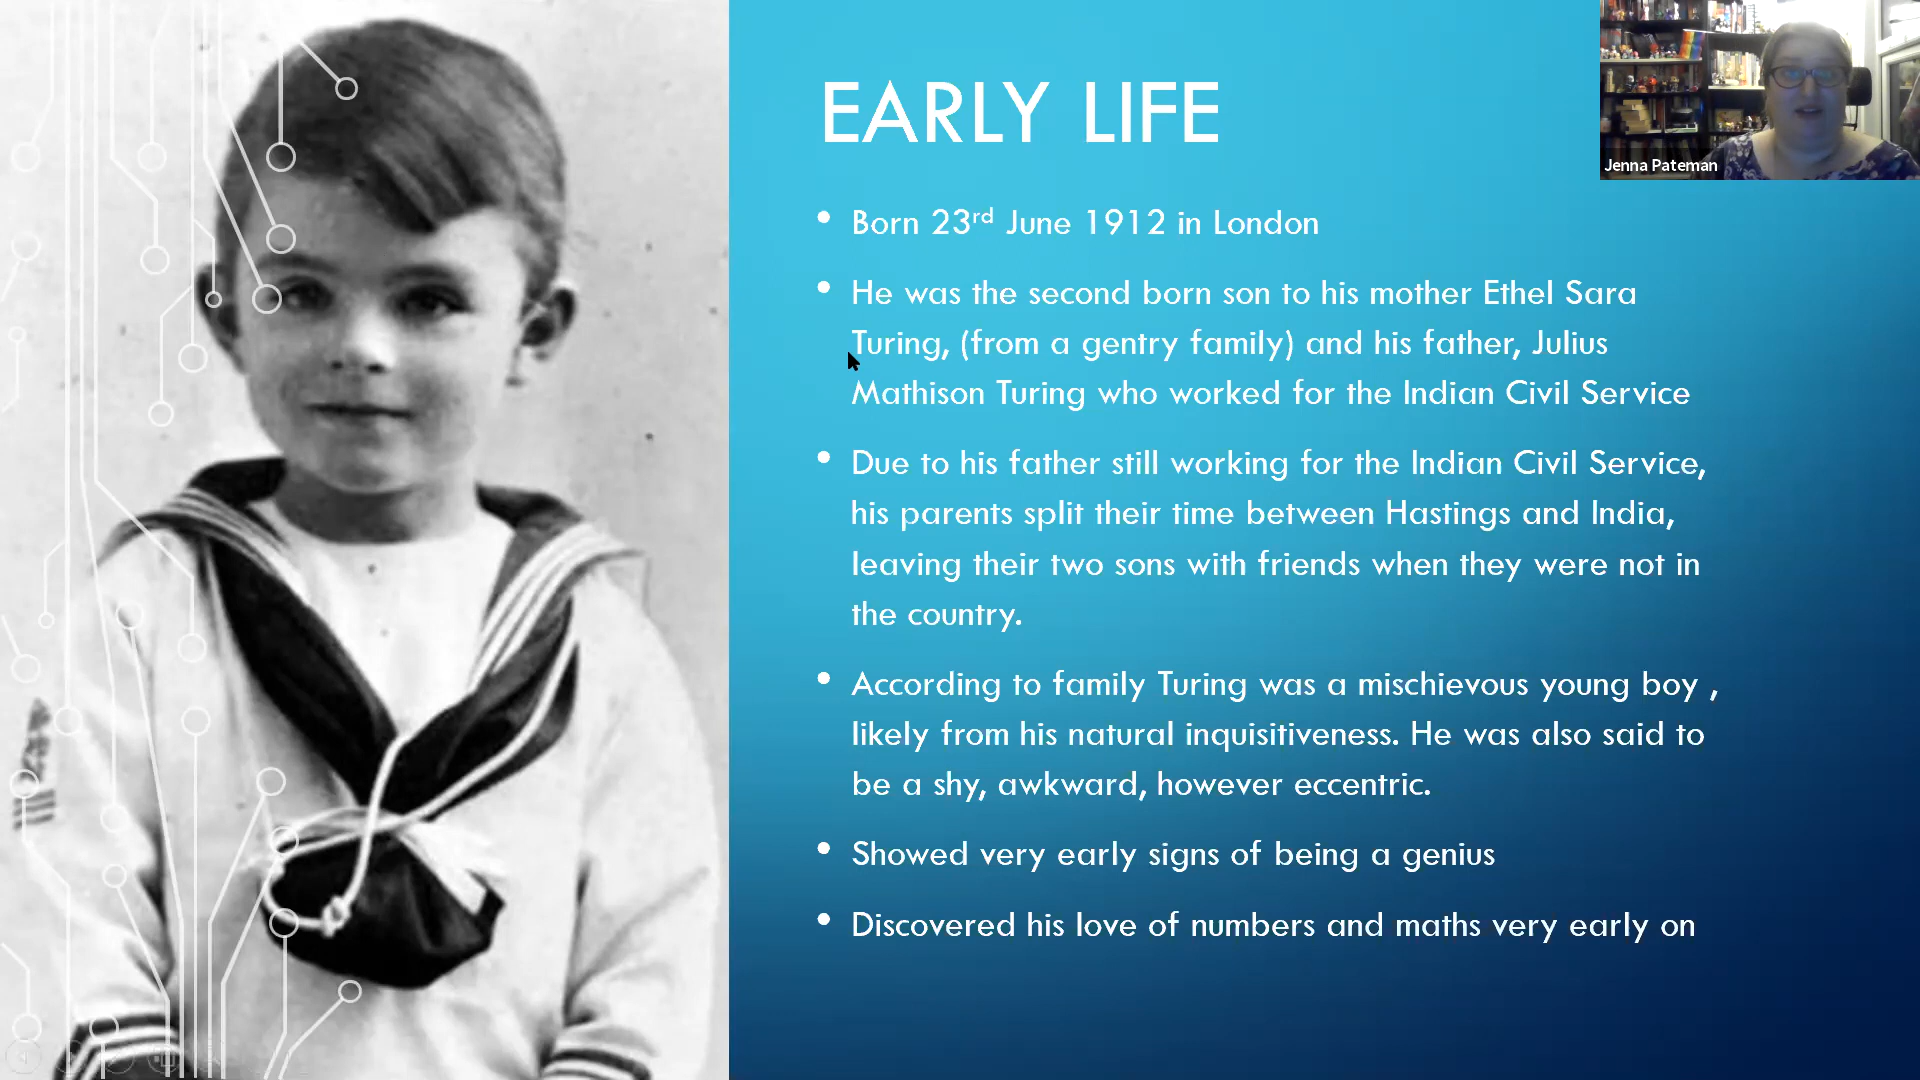 EARLY LIFE
Jenna Pateman
• Born 23rd June 1912 in London
• He was the second born son to his mother Ethel Sara
Turing, (from a gentry family) and his father, Julius
Mathison Turing who worked for the Indian Civil Service
• Due to his father still working for the Indian Civil Service,
his parents split their time between Hastings and India,
leaving their two sons with friends when they were not in
the country.
• According to family Turing was a mischievous young boy ,
likely from his natural inquisitiveness. He was also said to
be a shy, awkward, however eccentric.
• Showed very early signs of being a genius
• Discovered his love of numbers and maths very early on